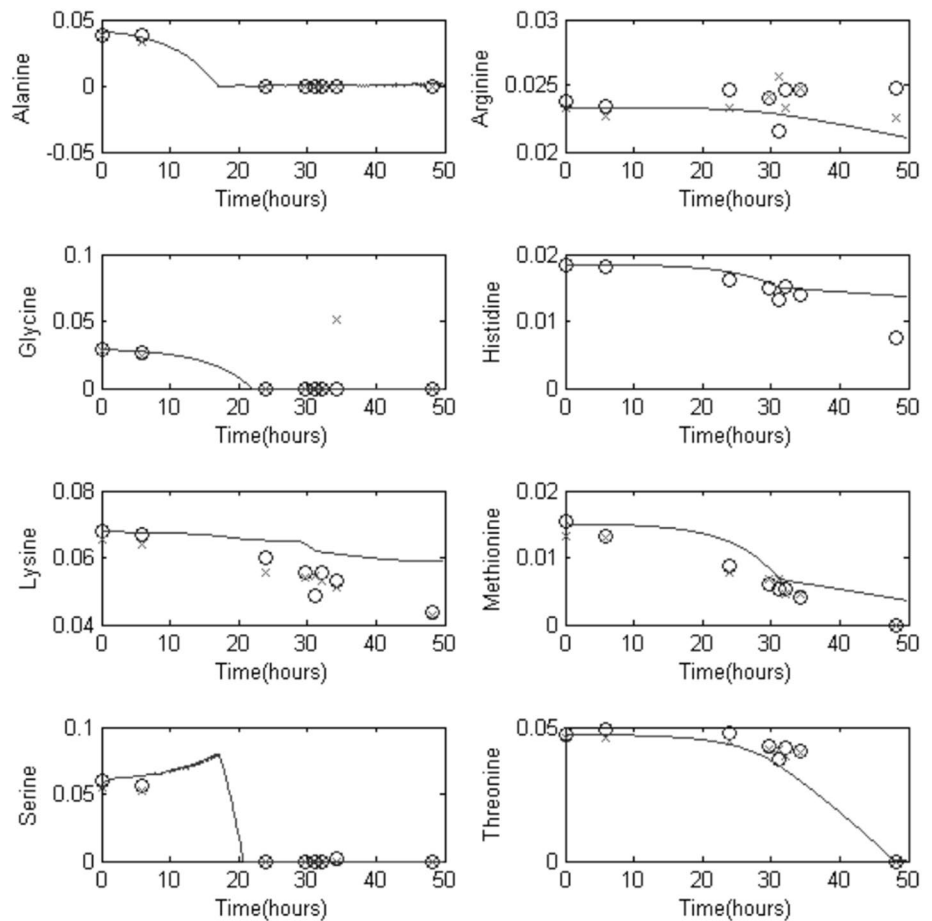 0.05
0
-0.05
Alanine
0 10 20 30 40 50
Time(hours)
0.03
0.025
0.02
Arginine
0 10 20 30 40 50
Time(hours)
0.1
0.05
0
Glycine
0 10 20 30 40 50
Time(hours)
0.02
0.01
0
Histidine
0 10 20 30 40 50
Time(hours)
0.08
0.06
0.04
Lysine
0 10 20 30 40 50
Time(hours)
0.02
0.01
0
Methionine
0 10 20 30 40 50
Time(hours)
0.1
0.05
0
Serine
0 10 20 30 40 50
Time(hours)
0.05
0
Threonine
0 10 20 30 40 50
Time(hours)